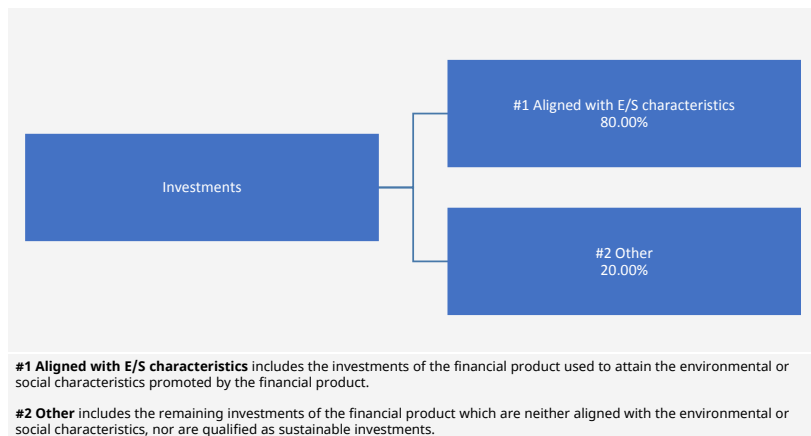 #1 Aligned with E/S characteristics
80.00%
Investments
#2 Other
20.00%
#1 Aligned with E/S characteristics includes the investments of the financial product used to attain the environmental or
social characteristics promoted by the financial product.
#2 Other includes the remaining investments of the financial product which are neither aligned with the environmental or
social characteristics, nor are qualified as sustainable investments.